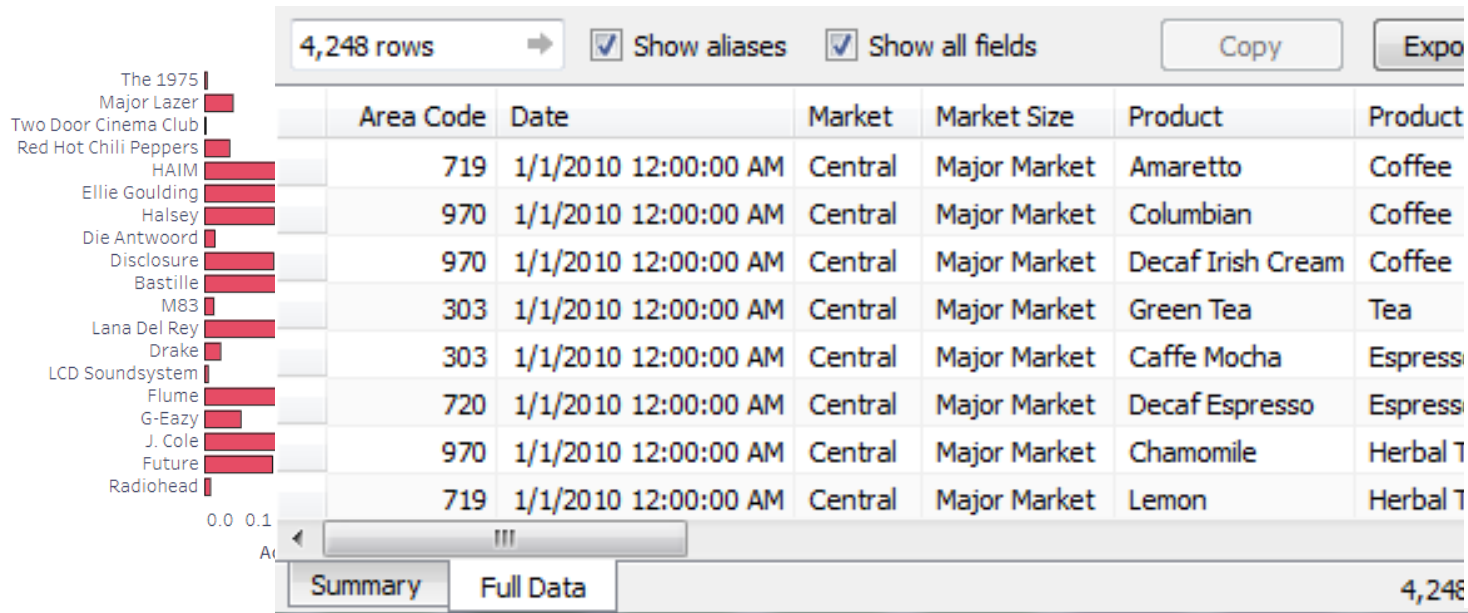 The 1975
Major Lazer
Two Door Cinema Club
Red Hot Chili Peppers
HAIM
Ellie Goulding
Halsey
Die Antwoord
Disclosure
Bastille
M83
Lana Del Rey
Drake
LCD Soundsystem
Flume
G-Eazy
J. Cole
Future
Radiohead
0.0 0.1
4,248 rows Show aliases Show all fields Copy Expo
Area Code Date Market Market Size Product Product
719 1/1/2010 12:00:00 AM Central Major Market Amaretto Coffee
970 1/1/2010 12:00:00 AM Central Major Market Columbian Coffee
970 1/1/2010 12:00:00 AM Central Major Market Decaf Irish Cream Coffee
303 1/1/2010 12:00:00 AM Central Major Market Green Tea Tea
303 1/1/2010 12:00:00 AM Central Major Market Caffe Mocha Espress
720 1/1/2010 12:00:00 AM Central Major Market Decaf Espresso Espress
970 1/1/2010 12:00:00 AM Central Major Market Chamomile Herbal T
719 1/1/2010 12:00:00 AM Central Major Market Lemon Herbal T
Summary Full Data 4,248